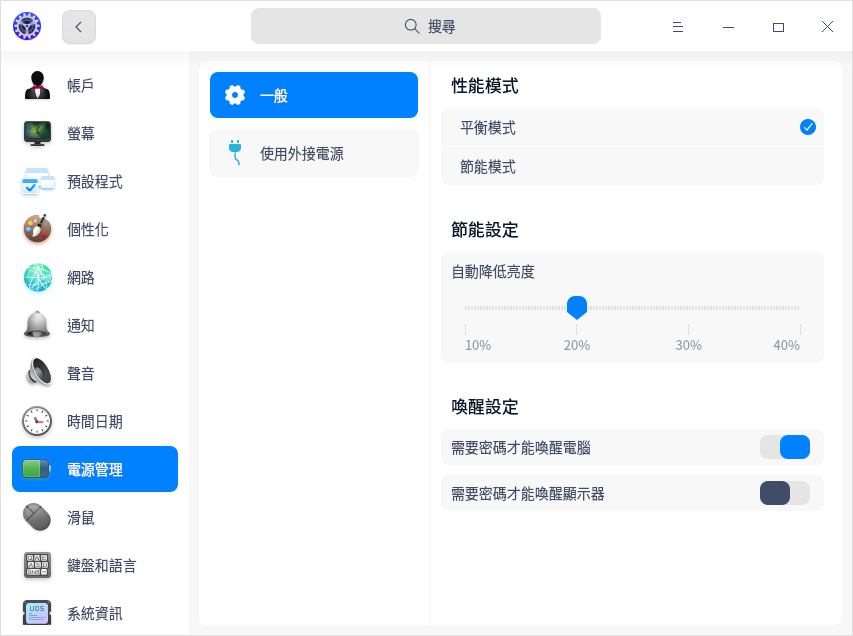 搜尋
帳戶
螢幕
預設程式
個性化
網路
通知
聲音
時間日期
電源管理
滑鼠
鍵盤和語言
系統資訊
一般
使用外接電源
性能模式
平衡模式
節能模式
節能設定
自動降低亮度
10% 20% 30% 40%
喚醒設定
需要密碼才能喚醒電腦
需要密碼才能喚醒顯示器
UOS